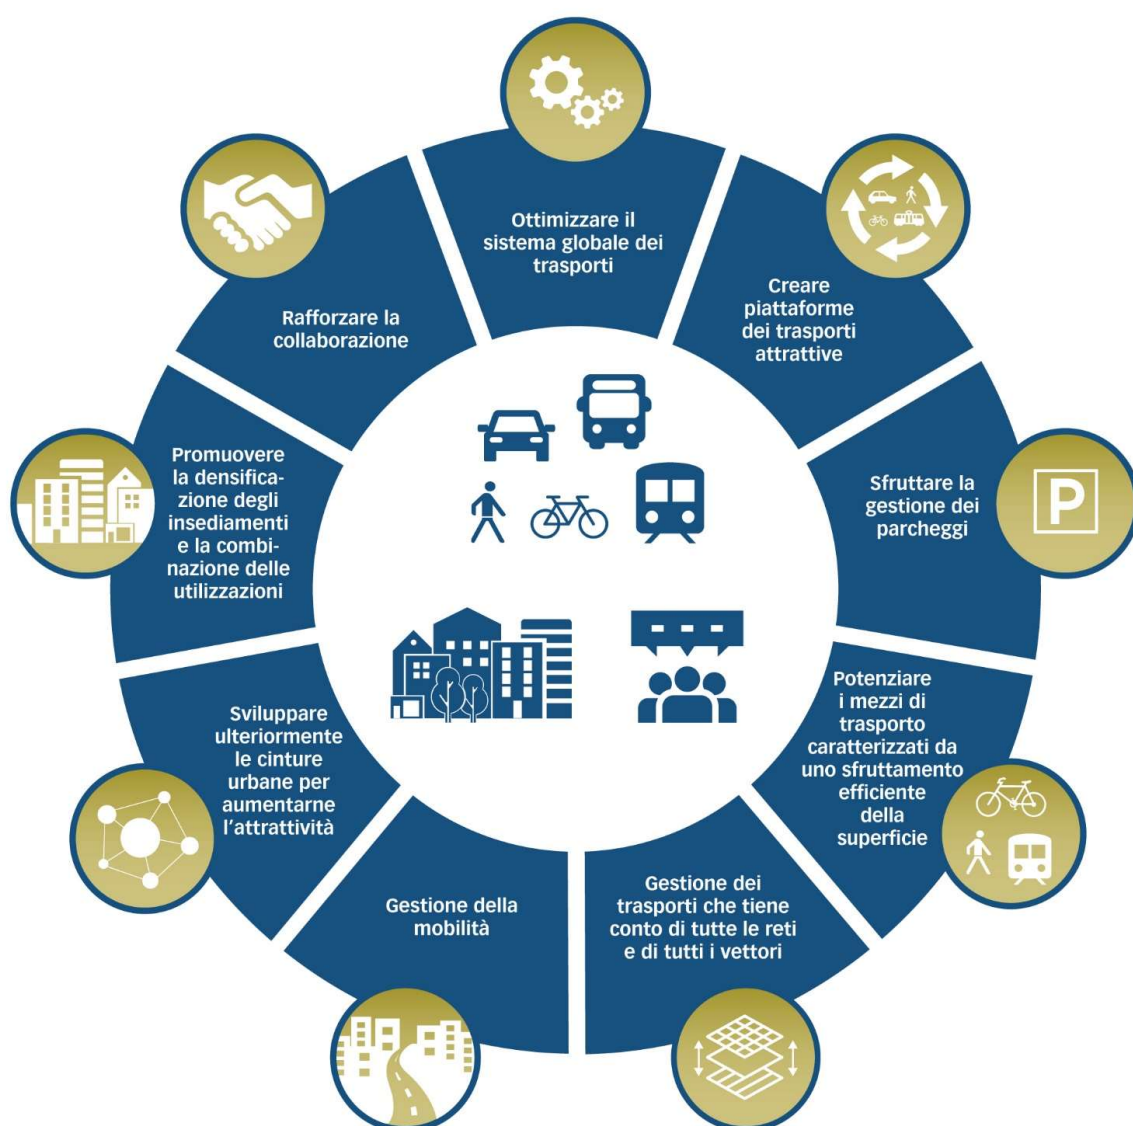 Ottimizzare il
sistema globale dei
trasporti
Creare
piattaforme
dei trasporti
attrattive
Sfruttare la
gestione dei
parcheggi
P
Potenziare
i mezzi di
trasporto
caratterizzati da
uno sfruttamento
efficiente
della
superficie
Gestione dei
trasporti che tiene
conto di tutte le reti
e di tutti i vettori
Gestione della
mobilità
Sviluppare
ulteriormente
le cinture
urbane per
aumentarne
l’attrattività
Promuovere
la densifica-
zione degli
insediamenti
e la combi-
nazione delle
utilizzazioni
Rafforzare la
collaborazione